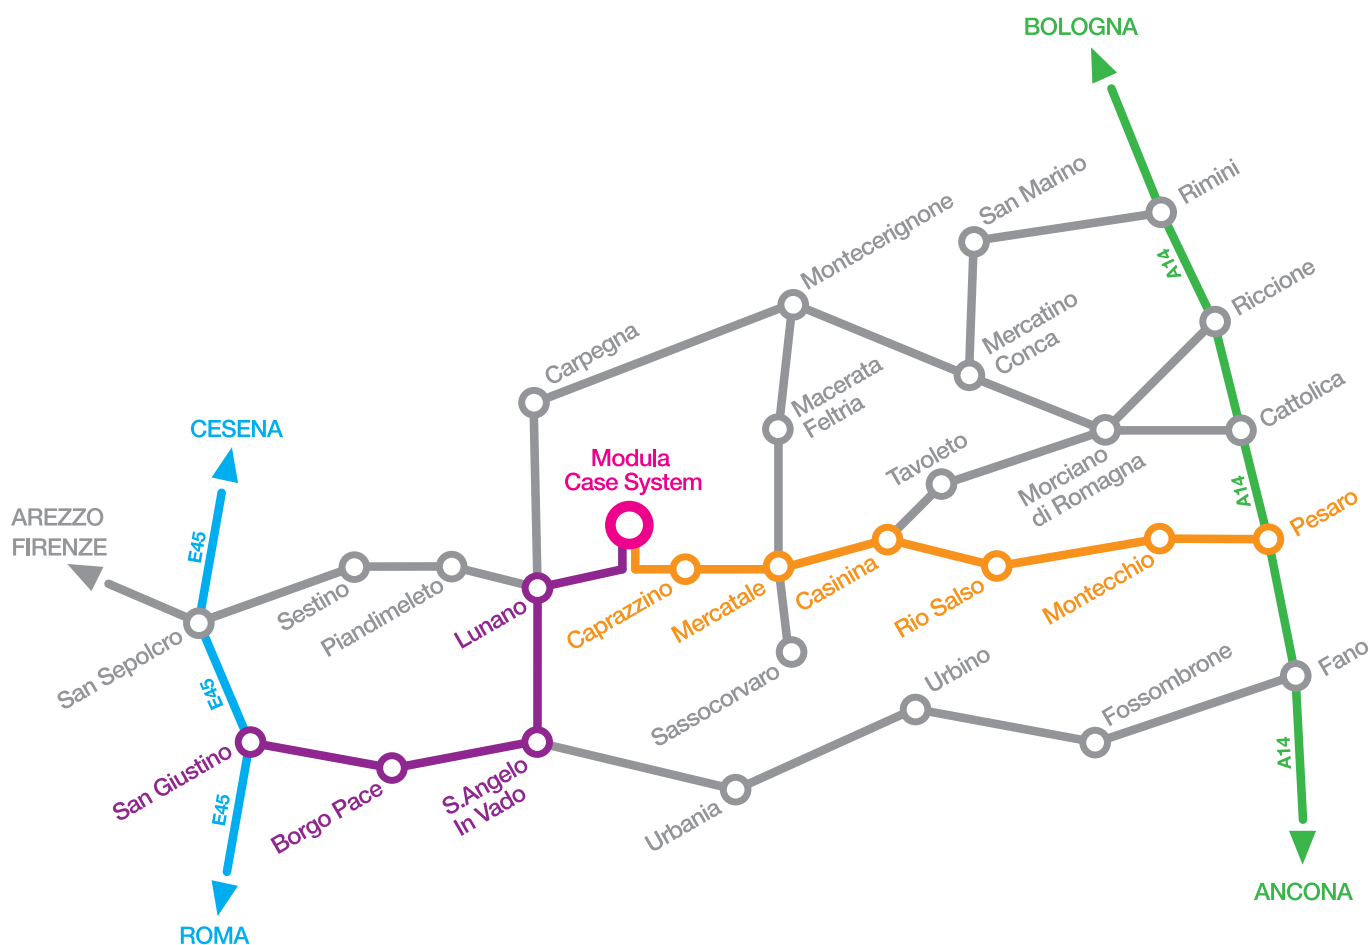 BOLOGNA
San Marino
Rimini
A14
Montecerignone
Riccione
Mercatino
Conca
Carpegna
Macerata
Feltria
Cattolica
CESENA
Modula
Case System
Tavoleto
Morciano
di Romagna
A14
AREZZO
FIRENZE
E45
Pesaro
Sestino
Piandimeleto
Lunano
Caprazzino
Mercatale
Casinina
Rio Salso
Montecchio
San Sepolcro
E45
Sassocorvaro
Urbino
Fossombrone
Fano
San Giustino
E45
Borgo Pace
S.Angelo
In Vado
Urbania
A14
ROMA
ANCONA